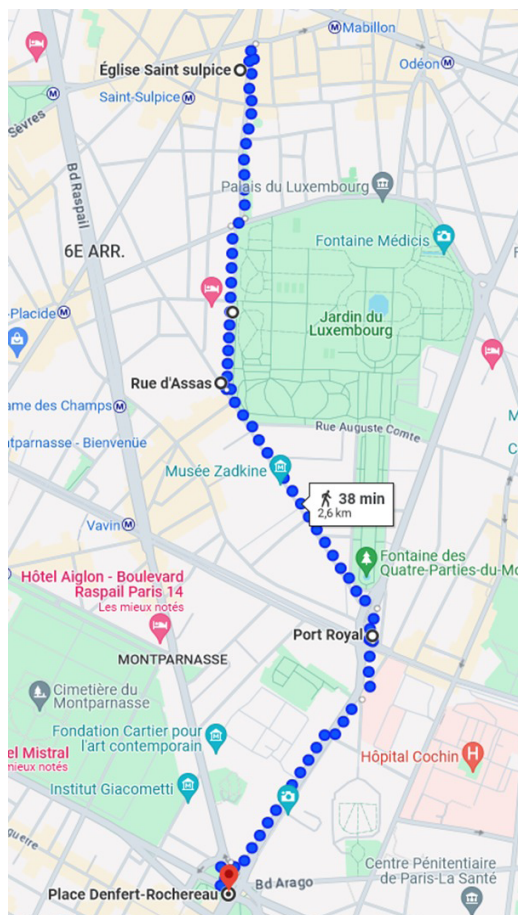 Mabillon
Église Saint sulpice
Odéon
Saint-Sulpice
Sèvres
Bd Raspail
Palais du Luxembourg
6E ARR.
Fontaine Médicis
-Placide
Jardin du
Luxembourg
Rue d'Assas
ame des Champs
Rue Auguste Comte
tparnasse - Bienvenüe
Musée Zadkine
38 min
2,6 km
Vavin
Fontaine des
Quatre-Parties-du-Mo
Hôtel Aiglon - Boulevard
Raspail Paris 14
Les mieux notés
Port Royal
MONTPARNASSE
Cimetière du
Montparnasse
Fondation Cartier pour
l'art contemporain
el Mistral
mieux notés
Hôpital Cochin
H
Institut Giacometti
guerre
Bd Arago
Centre Pénitentiaire
de Paris-La Santé
Place Denfert-Rochereau